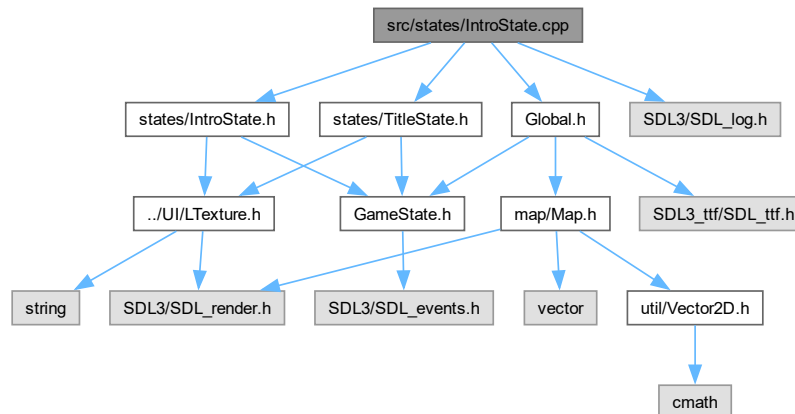 src/states/IntroState.cpp
states/IntroState.h
states/TitleState.h
Global.h
SDL3/SDL_log.h
../UI/LTexture.h
GameState.h
map/Map.h
SDL3_ttf/SDL_ttf.h
string
SDL3/SDL_render.h
SDL3/SDL_events.h
vector
util/Vector2D.h
cmath